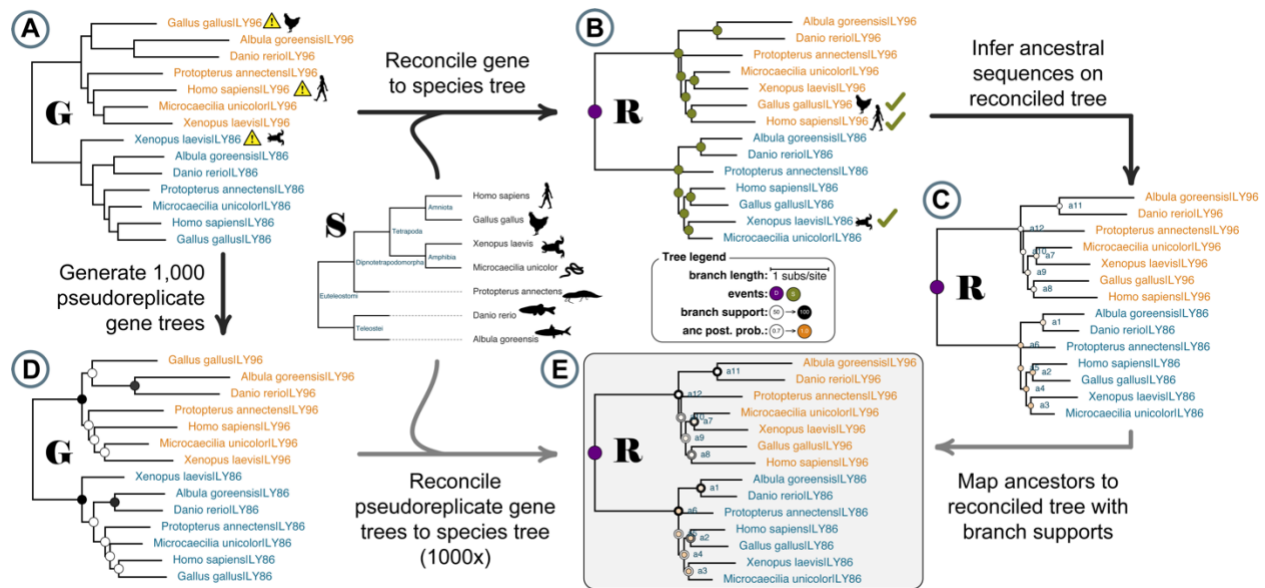 A
Gallus gallus|LY96
Albula goreensis|LY96
Danio rerio|LY96
Protopterus annectens|LY96
Homo sapiens|LY96
Microcaecilia unicolor|LY96
Xenopus laevis|LY96
G
Xenopus laevis|LY86
Albula goreensis|LY86
Danio rerio|LY86
Protopterus annectens|LY86
Microcaecilia unicolor|LY86
Homo sapiens|LY86
Gallus gallus|LY86
Reconcile gene
to species tree
B
Albula goreensis|LY96
Danio rerio|LY96
Protopterus annectens|LY96
Microcaecilia unicolor|LY96
Xenopus laevis|LY96
Gallus gallus|LY96
Homo sapiens|LY96
R
Albula goreensis|LY86
Danio rerio|LY86
Protopterus annectens|LY86
Homo sapiens|LY86
Gallus gallus|LY86
Xenopus laevis|LY86
Microcaecilia unicolor|LY86
Infer ancestral
sequences on
reconciled tree
S
Homo sapiens
Amniota
Gallus gallus
Tetrapoda
Xenopus laevis
Amphibia
Dipnotetrapodomorpha
Microcaecilia unicolor
Protopterus annectens
Euteleostomi
Danio rerio
Teleostei
Albula goreensis
Tree legend
branch length: 1 subs/site
events: D S
branch support: 50 → 100
anc post. prob.: 0.7 → 1.0
C
Albula goreensis|LY96
a11
Danio rerio|LY96
a12
Protopterus annectens|LY96
Microcaecilia unicolor|LY96
a10
a7
Xenopus laevis|LY96
a9
Gallus gallus|LY96
a8
Homo sapiens|LY96
R
Albula goreensis|LY86
a1
Danio rerio|LY86
a6
Protopterus annectens|LY86
Homo sapiens|LY86
a2
Gallus gallus|LY86
a4
Xenopus laevis|LY86
a3
Microcaecilia unicolor|LY86
Generate 1,000
pseudoreplicate
gene trees
D
Gallus gallus|LY96
Albula goreensis|LY96
Danio rerio|LY96
Protopterus annectens|LY96
Homo sapiens|LY96
Microcaecilia unicolor|LY96
Xenopus laevis|LY96
G
Xenopus laevis|LY86
Albula goreensis|LY86
Danio rerio|LY86
Protopterus annectens|LY86
Microcaecilia unicolor|LY86
Homo sapiens|LY86
Gallus gallus|LY86
Reconcile
pseudoreplicate gene
trees to species tree
(1000x)
E
Albula goreensis|LY96
a11
Danio rerio|LY96
a12
Protopterus annectens|LY96
Microcaecilia unicolor|LY96
a10
a7
Xenopus laevis|LY96
a9
Gallus gallus|LY96
a8
Homo sapiens|LY96
R
Albula goreensis|LY86
a1
Danio rerio|LY86
a6
Protopterus annectens|LY86
Homo sapiens|LY86
a2
Gallus gallus|LY86
a4
Xenopus laevis|LY86
a3
Microcaecilia unicolor|LY86
Map ancestors to
reconciled tree with
branch supports